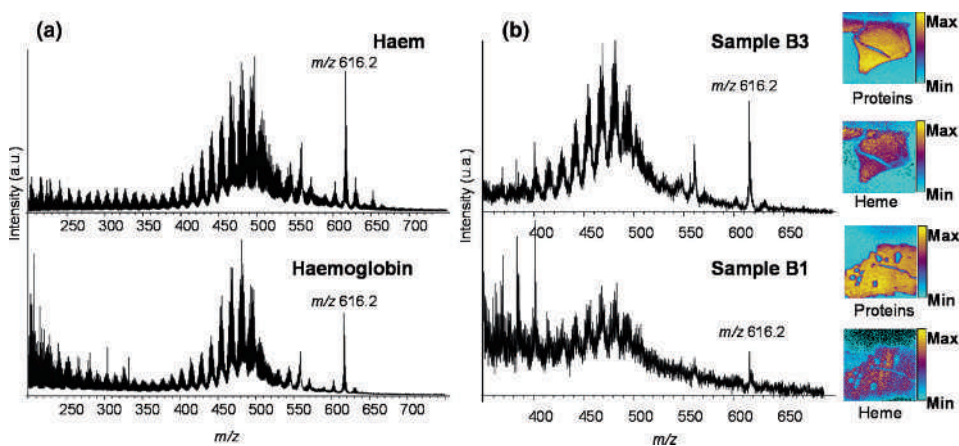 (a)
Haem
m/z 616.2
250 300 350 400 450 500 550 600 650 700
Haemoglobin
m/z 616.2
250 300 350 400 450 500 550 600 650 700
m/z
Intensity (a.u.)
(b)
Sample B3
m/z 616.2
400 450 500 550 600 650
Sample B1
m/z 616.2
400 450 500 550 600 650
m/z
Intensity (u.a.)
Max
Min
Proteins
Max
Min
Heme
Max
Min
Proteins
Max
Min
Heme